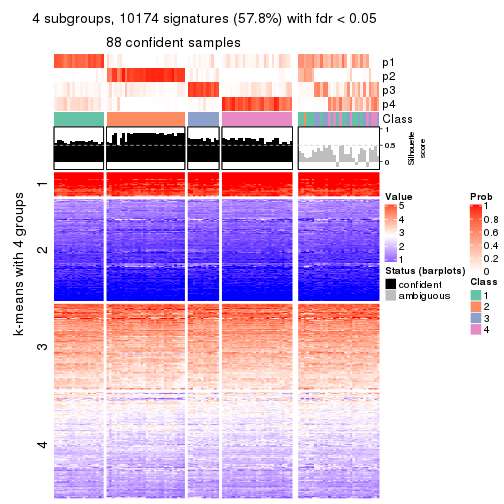 4 subgroups, 10174 signatures (57.8%) with fdr < 0.05
88 confident samples
p1
p2
p3
p4
Class
1
0.5
0
Silhouette
score
k-means with 4 groups
1
2
3
4
Value
5
4
3
2
1
Status (barplots)
confident
ambiguous
Prob
1
0.8
0.6
0.4
0.2
0
Class
1
2
3
4